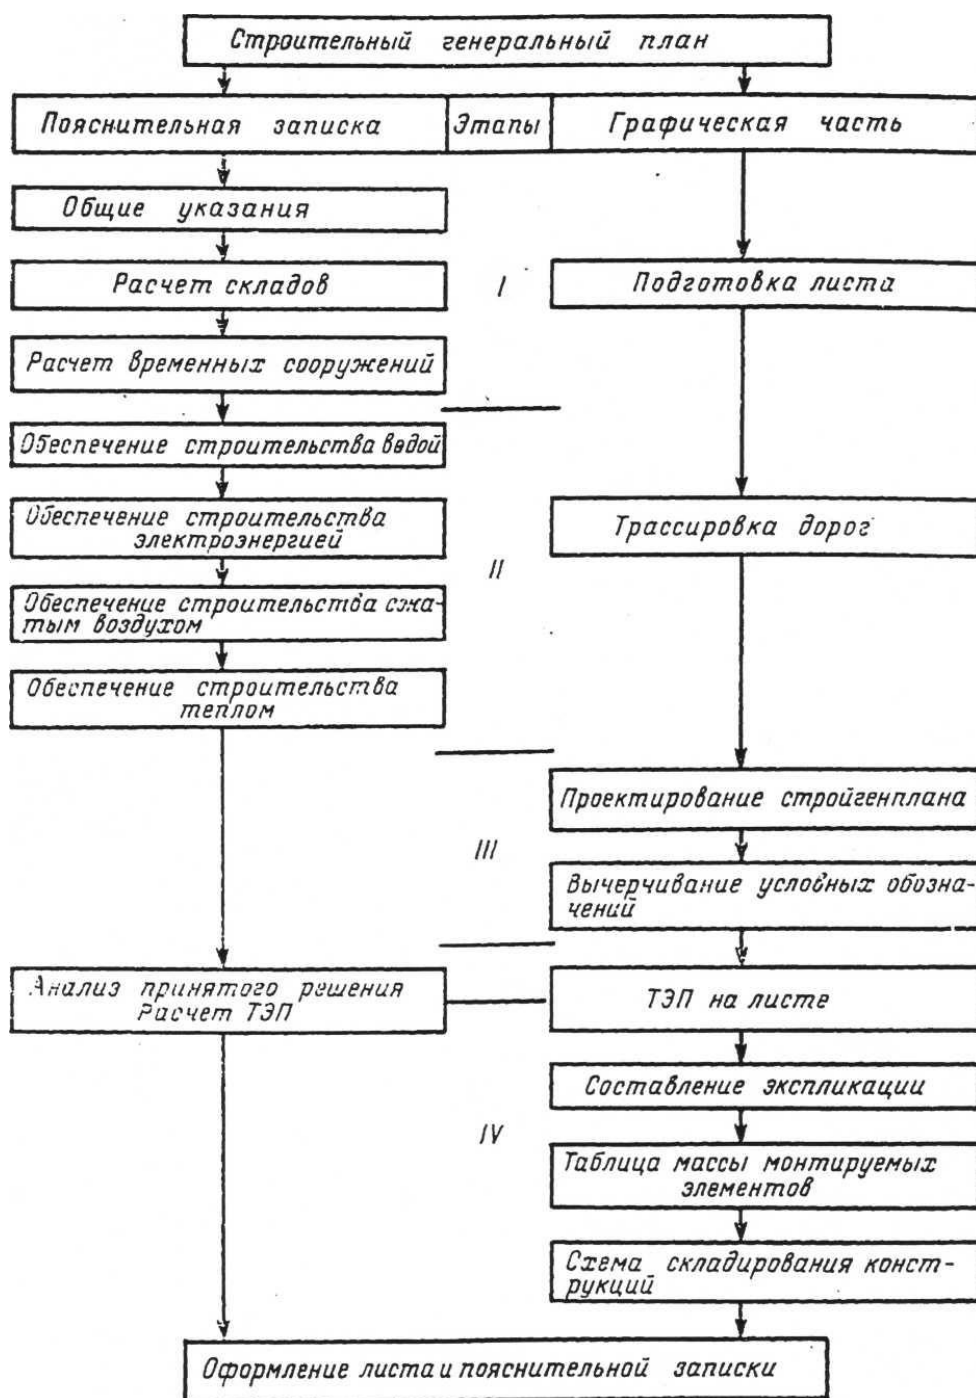 Строительный генеральный план
Пояснительная записка
Этапы
Графическая часть
Общие указания
Расчет складов
I
Подготовка листа
Расчет временных сооружений
Обеспечение строительства водой
Обеспечение строительства
электроэнергией
Трассировка дорог
II
Обеспечение строительства сжа-
тым воздухом
Обеспечение строительства
теплом
Проектирование стройгенплана
III
Вычерчивание условных обозна-
чений
Анализ принятого решения
Расчет ТЭП
ТЭП на листе
Составление экспликации
IV
Таблица массы монтируемых
элементов
Схема складирования конст-
рукций
Оформление листа и пояснительной записки